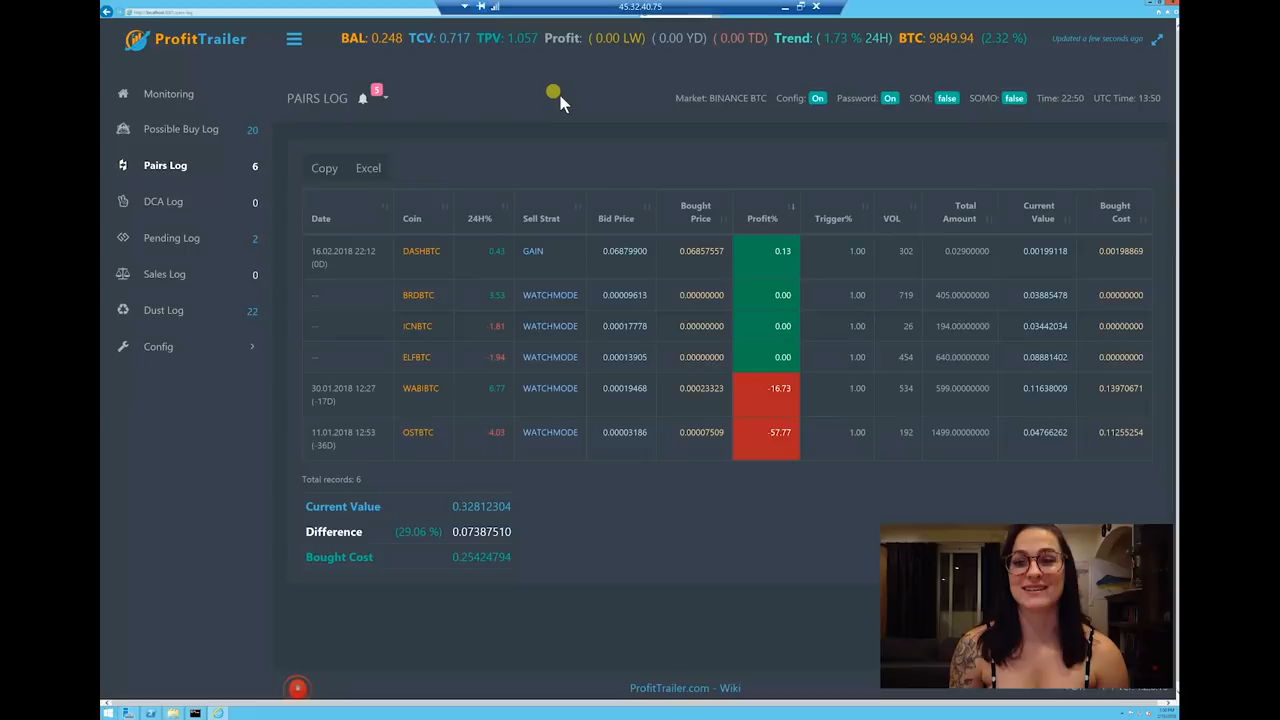 45.32.40.75
ProfitTrailer
BAL: 0.248 TCV: 0.717 TPV: 1.057 Profit: ( 0.00 LW) ( 0.00 YD) ( 0.00 TD) Trend: ( 1.73 % 24H) BTC: 9849.94 (2.32 %)
Updated a few seconds ago
PAIRS LOG 5
Market: BINANCE BTC Config: On Password: On SOM: false SOMO: false Time: 22:50 UTC Time: 13:50
Monitoring
Possible Buy Log 20
Pairs Log 6
DCA Log 0
Pending Log 2
Sales Log 0
Dust Log 22
Config
Copy Excel
Date Coin 24H% Sell Strat Bid Price Bought Price Profit% Trigger% VOL Total Amount Current Value Bought Cost
16.02.2018 22:12 (0D) DASHBTC 0.43 GAIN 0.06879900 0.06857557 0.13 1.00 302 0.02900000 0.00199118 0.00198869
--- BRDBTC 3.53 WATCHMODE 0.00009613 0.00000000 0.00 1.00 719 405.00000000 0.03885478 0.00000000
--- ICNBTC -1.81 WATCHMODE 0.00017778 0.00000000 0.00 1.00 26 194.00000000 0.03442034 0.00000000
--- ELFBTC -1.94 WATCHMODE 0.00013905 0.00000000 0.00 1.00 454 640.00000000 0.08881402 0.00000000
30.01.2018 12:27 (-17D) WABIBTC 6.77 WATCHMODE 0.00019468 0.00023323 -16.73 1.00 534 599.00000000 0.11638009 0.13970671
11.01.2018 12:53 (-36D) OSTBTC -4.03 WATCHMODE 0.00003186 0.00007509 -57.77 1.00 192 1499.00000000 0.04766262 0.11255254
Total records: 6
Current Value 0.32812304
Difference (29.06 %) 0.07387510
Bought Cost 0.25424794
ProfitTrailer.com - Wiki